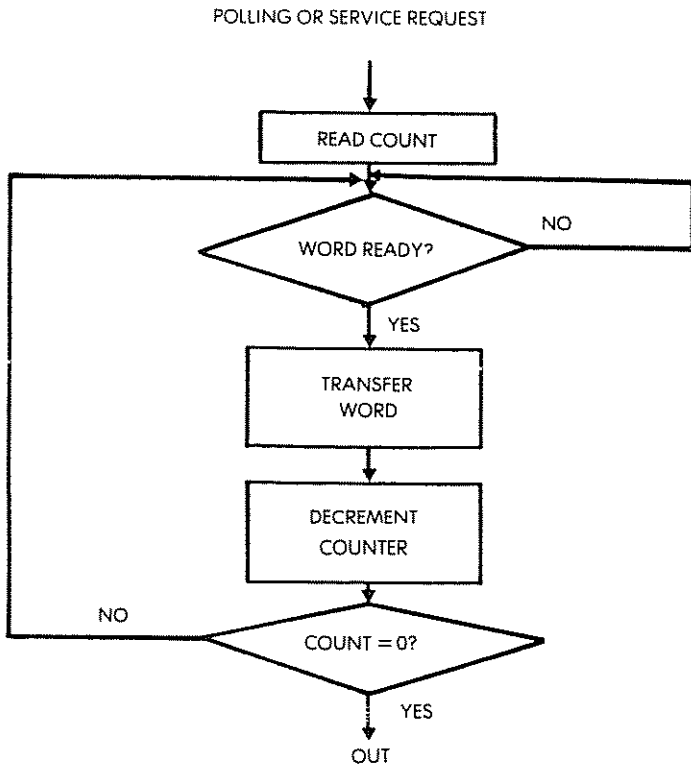 POLLING OR SERVICE REQUEST
READ COUNT
WORD READY?
NO
YES
TRANSFER
WORD
DECREMENT
COUNTER
NO
COUNT = 0?
YES
OUT